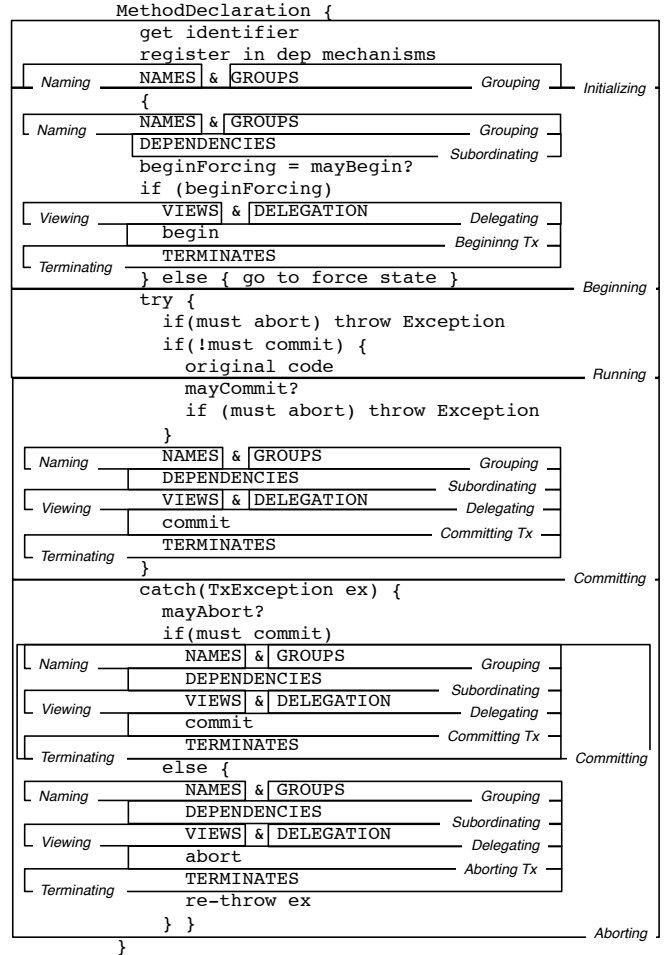 MethodDeclaration {
get identifier
register in dep mechanisms
Naming NAMES & GROUPS Grouping Initializing
{
Naming NAMES & GROUPS Grouping
DEPENDENCIES Subordinating
beginForcing = mayBegin?
if (beginForcing)
Viewing VIEWS & DELEGATION Delegating
begin Begininng Tx
Terminating TERMINATES
} else { go to force state } Beginning
try {
if(must abort) throw Exception
if(!must commit) {
original code Running
mayCommit?
if (must abort) throw Exception
}
Naming NAMES & GROUPS Grouping
DEPENDENCIES Subordinating
Viewing VIEWS & DELEGATION Delegating
commit Committing Tx
Terminating TERMINATES
} Committing
catch(TxException ex) {
mayAbort?
if(must commit)
Naming NAMES & GROUPS Grouping
DEPENDENCIES Subordinating
Viewing VIEWS & DELEGATION Delegating
commit Committing Tx
Terminating TERMINATES Committing
else {
Naming NAMES & GROUPS Grouping
DEPENDENCIES Subordinating
Viewing VIEWS & DELEGATION Delegating
abort Aborting Tx
Terminating TERMINATES
re-throw ex
} }
Aborting
}